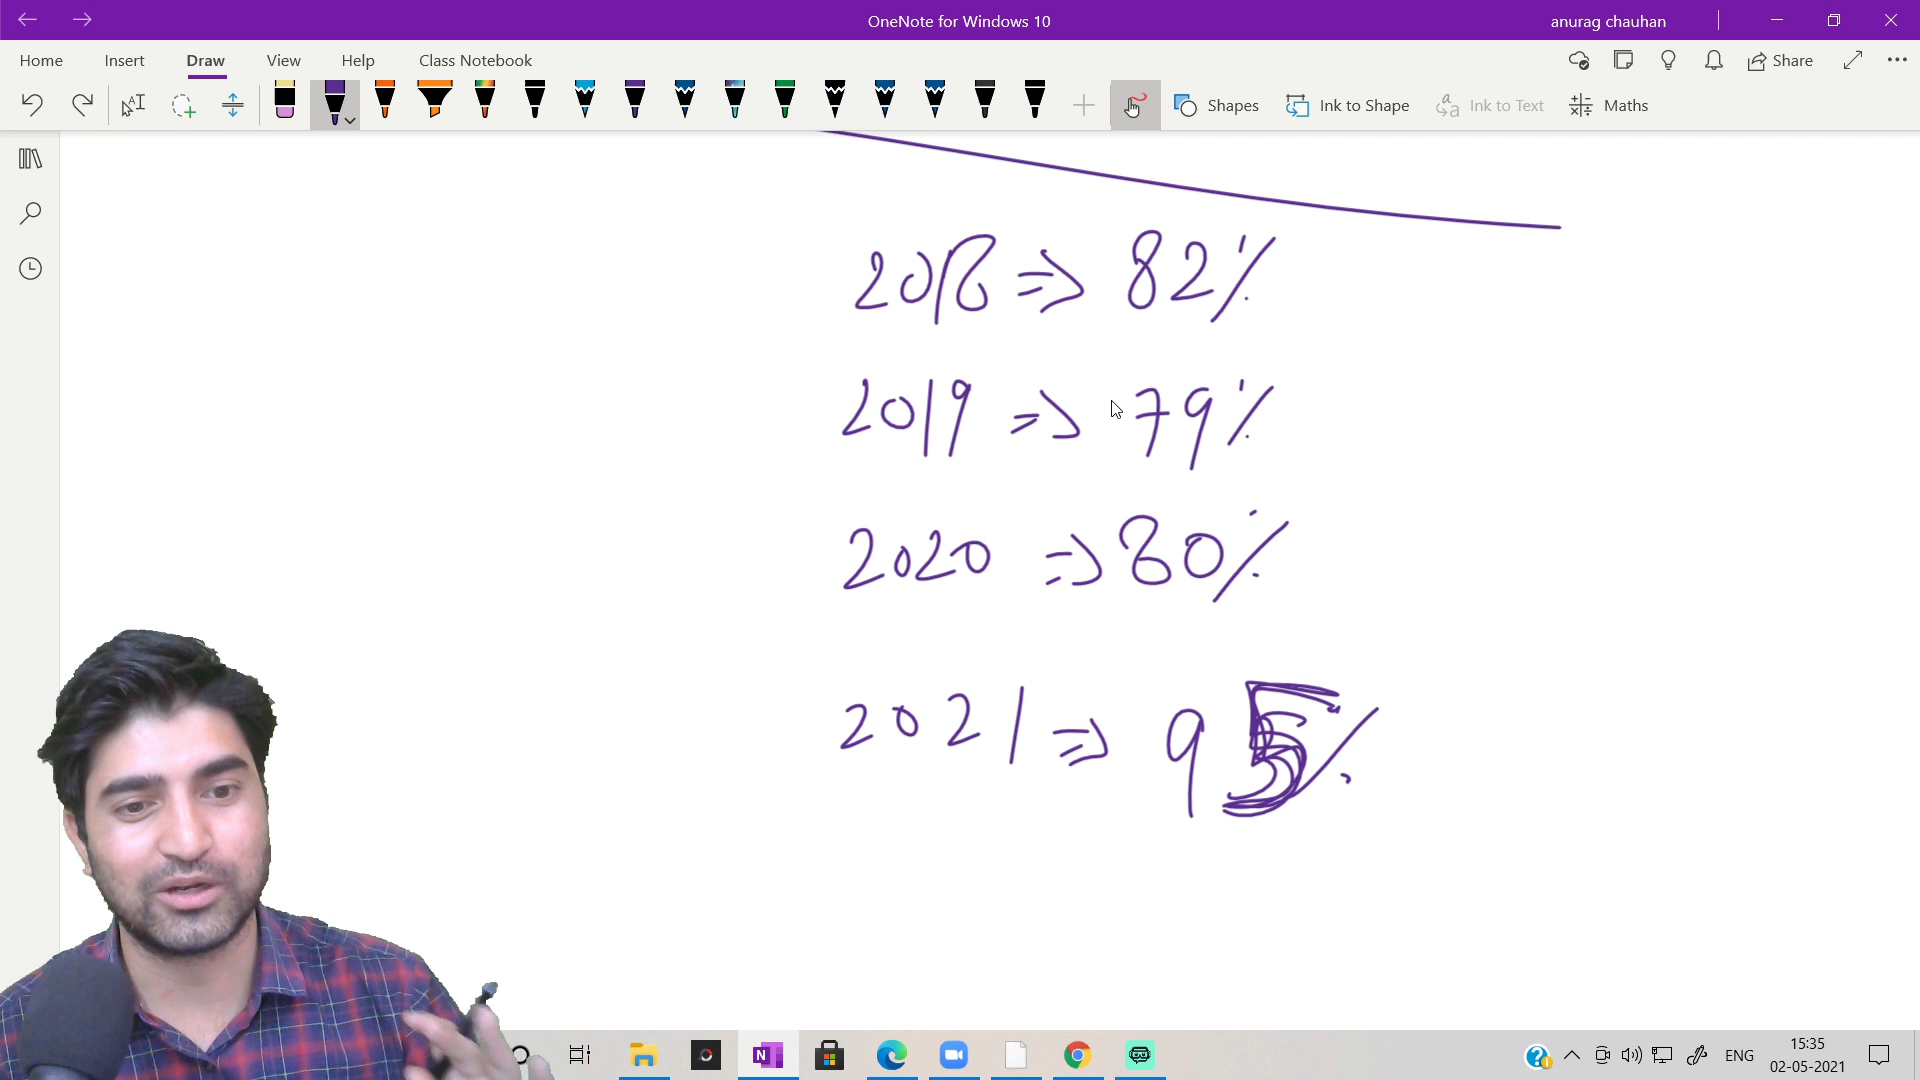 OneNote for Windows 10
anurag chauhan
Home Insert Draw View Help Class Notebook
Share
Shapes Ink to Shape Ink to Text Maths
2018 => 82%
2019 => 79%
2020 => 80%
2021 => 95%
ENG
15:35
02-05-2021